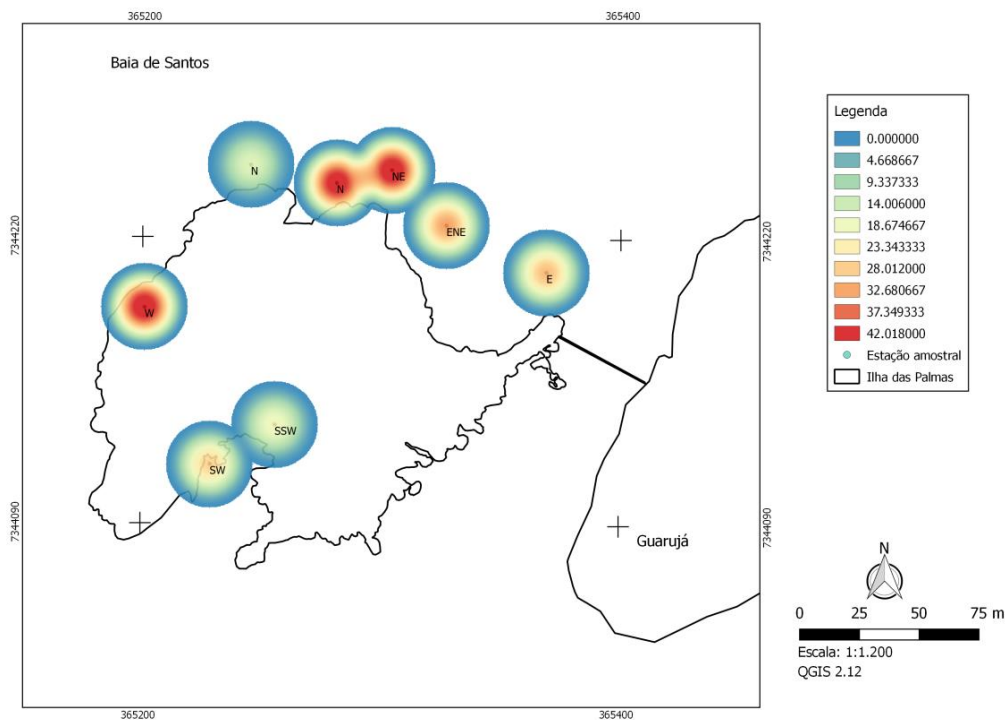 365200
365400
Baia de Santos
Legenda
0.000000
4.668667
9.337333
14.006000
18.674667
23.343333
28.012000
32.680667
37.349333
42.018000
Estação amostral
Ilha das Palmas
N
N
NE
ENE
E
W
SSW
SW
7344220
7344220
7344090
7344090
Guarujá
N
0 25 50 75 m
Escala: 1:1.200
QGIS 2.12
365200
365400